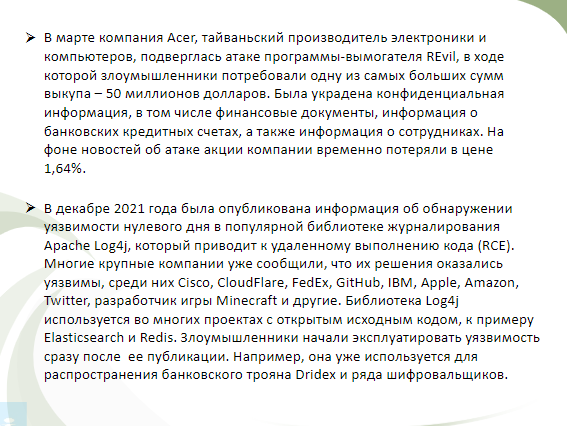 В марте компания Acer, тайваньский производитель электроники и
компьютеров, подверглась атаке программы-вымогателя REvil, в ходе
которой злоумышленники потребовали одну из самых больших сумм
выкупа – 50 миллионов долларов. Была украдена конфиденциальная
информация, в том числе финансовые документы, информация о
банковских кредитных счетах, а также информация о сотрудниках. На
фоне новостей об атаке акции компании временно потеряли в цене
1,64%.
В декабре 2021 года была опубликована информация об обнаружении
уязвимости нулевого дня в популярной библиотеке журналирования
Apache Log4j, который приводит к удаленному выполнению кода (RCE).
Многие крупные компании уже сообщили, что их решения оказались
уязвимы, среди них Cisco, CloudFlare, FedEx, GitHub, IBM, Apple, Amazon,
Twitter, разработчик игры Minecraft и другие. Библиотека Log4j
используется во многих проектах с открытым исходным кодом, к примеру
Elasticsearch и Redis. Злоумышленники начали эксплуатировать уязвимость
сразу после  ее публикации. Например, она уже используется для
распространения банковского трояна Dridex и ряда шифровальщиков.